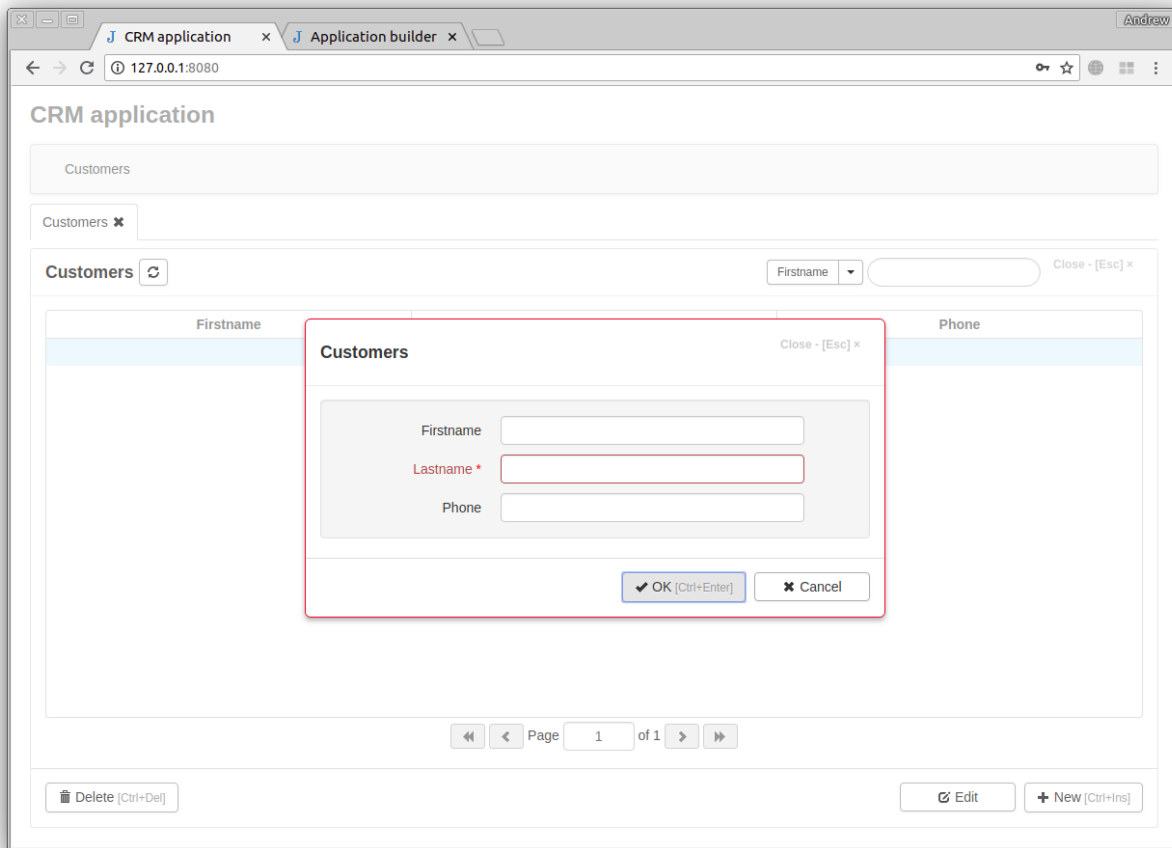 Andrew
J CRM application ×
J Application builder ×
127.0.0.1:8080
CRM application
Customers
Customers ✖
Customers
Firstname
Close - [Esc] ×
Firstname
Phone
Customers
Close - [Esc] ×
Firstname
Lastname *
Phone
OK [Ctrl+Enter]
Cancel
Page 1 of 1
Delete [Ctrl+Del]
Edit
New [Ctrl+Ins]